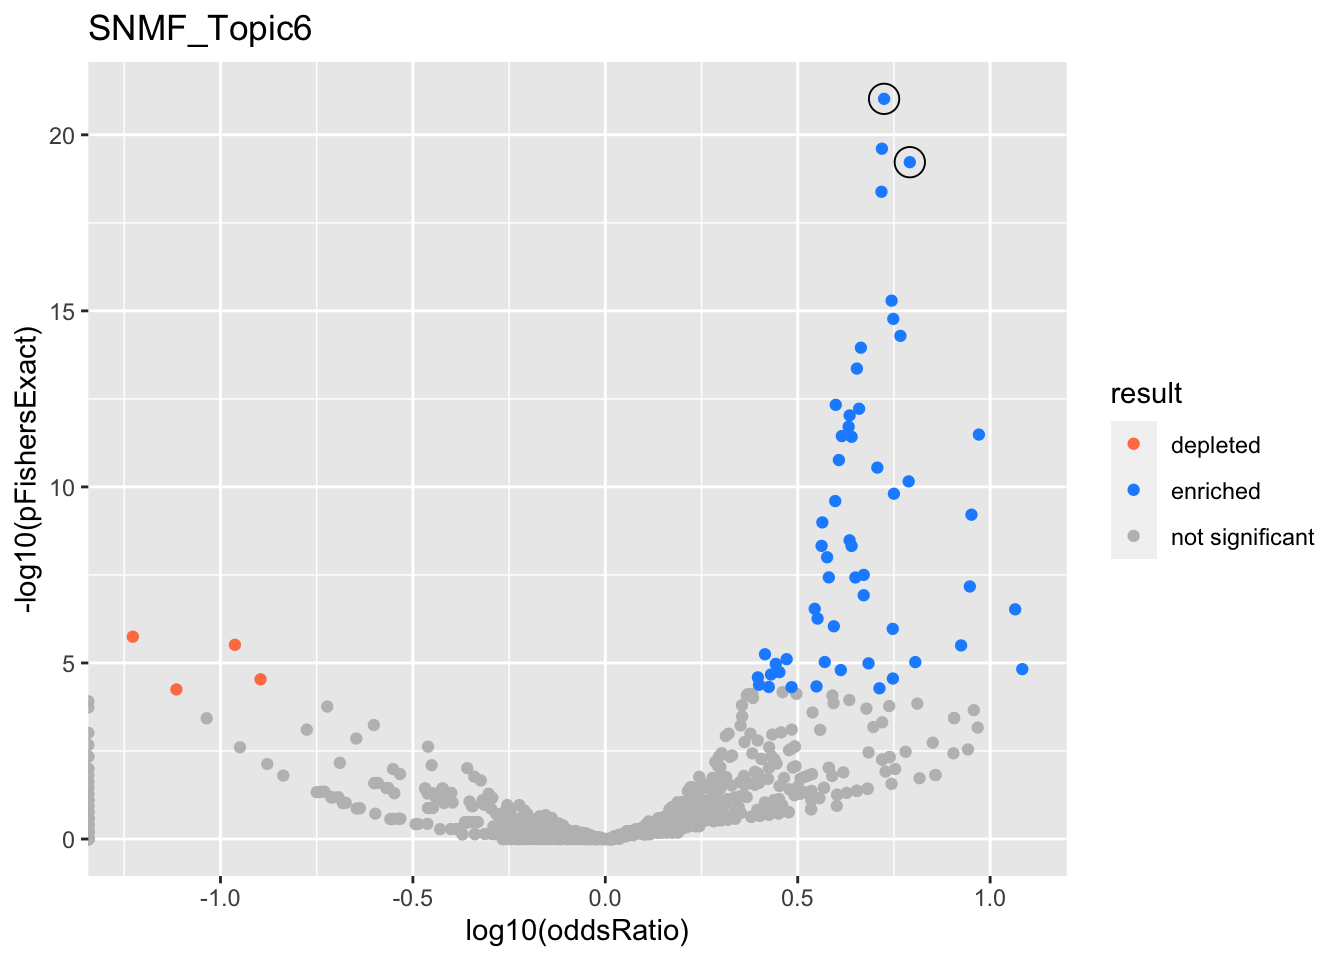 SNMF_Topic6
-log10(pFishersExact)
20
15
10
5
0
-1.0
-0.5
0.0
0.5
1.0
log10(oddsRatio)
result
depleted
enriched
not significant